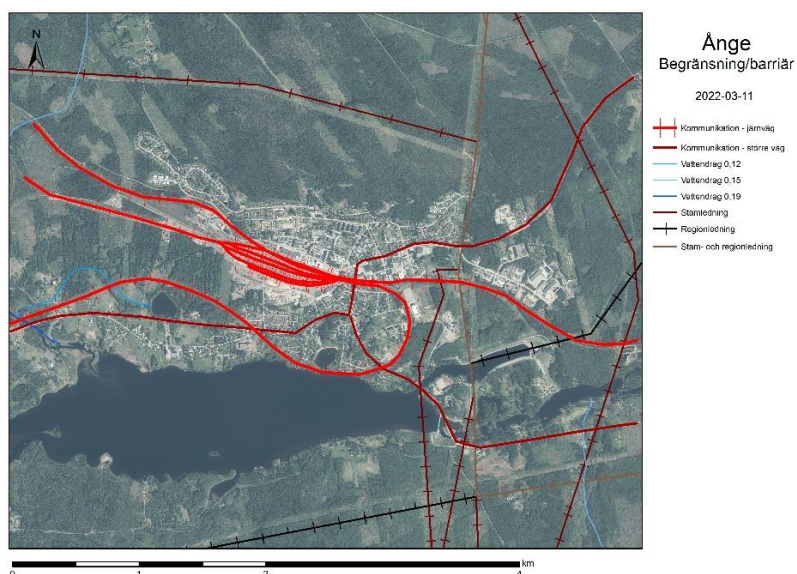 N
Ånge
Begränsning/barriär
2022-03-11
Kommunikation - järnväg
Kommunikation - större väg
Vattendrag 0,12
Vattendrag 0,15
Vattendrag 0,19
Stamledning
Regionledning
Stam- och regionledning
km
0 1 2 4